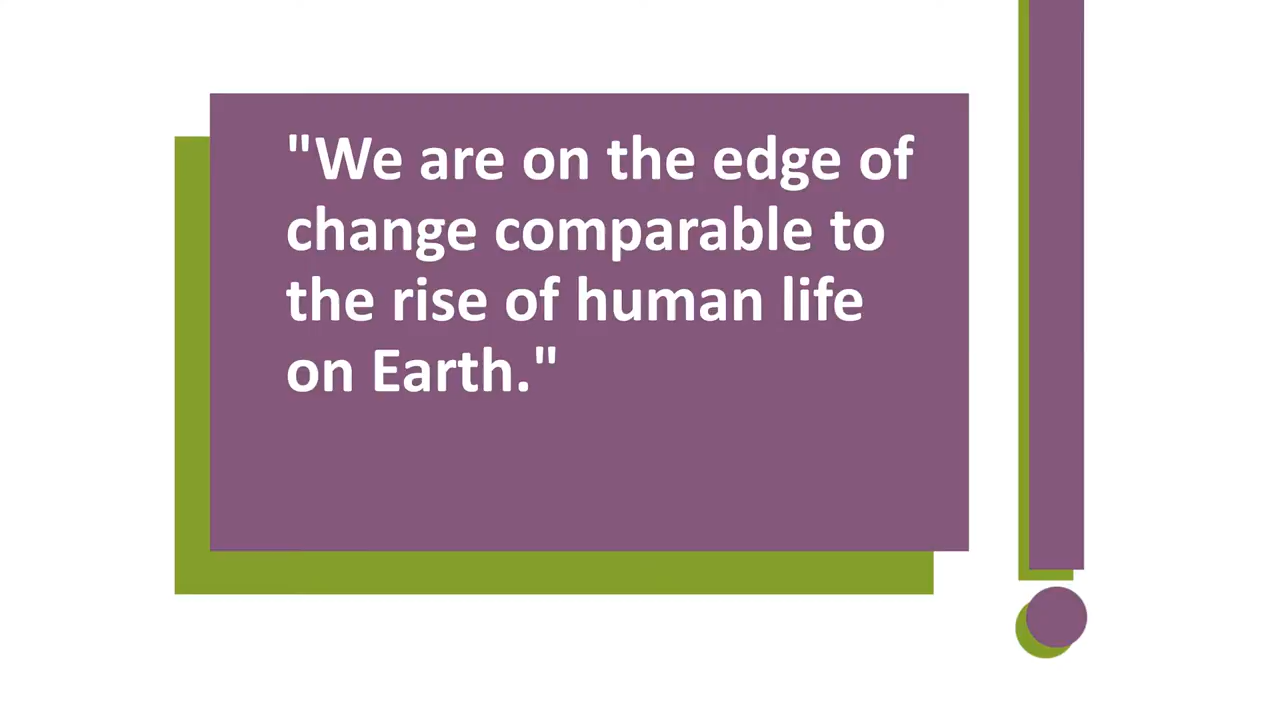 "We are on the edge of
change comparable to
the rise of human life
on Earth."